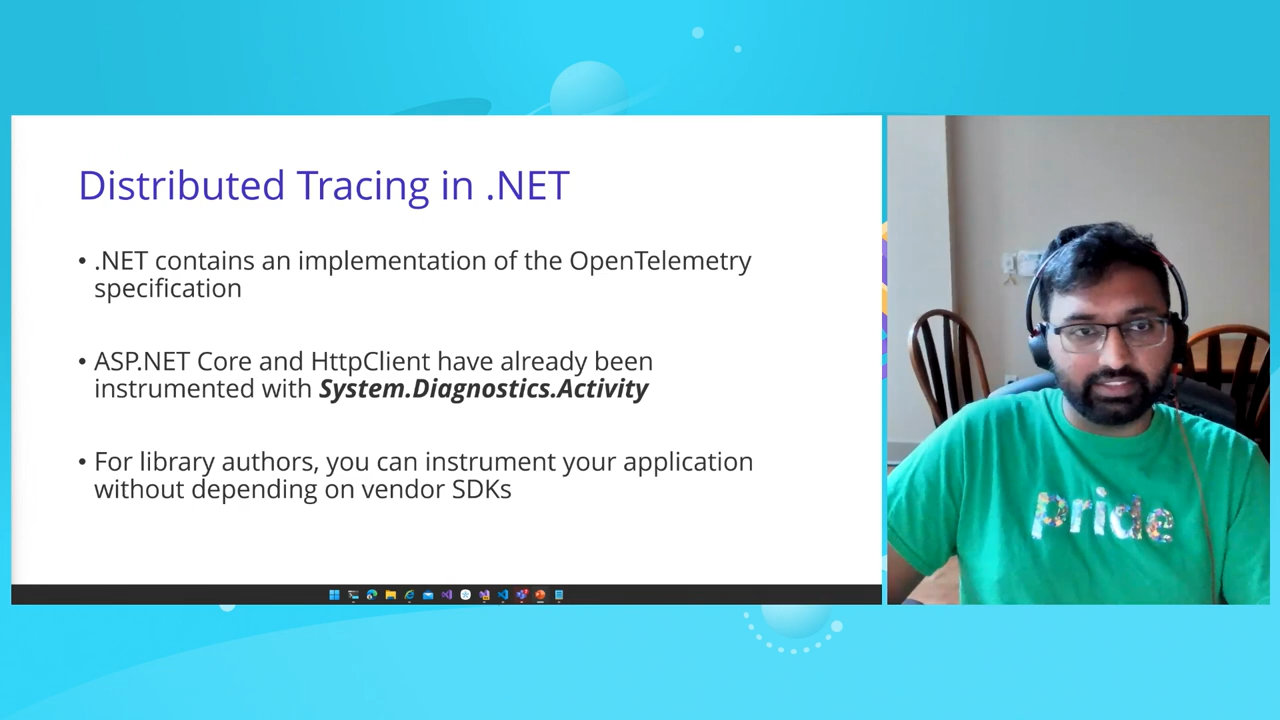 Distributed Tracing in .NET
• .NET contains an implementation of the OpenTelemetry
specification
• ASP.NET Core and HttpClient have already been
instrumented with System.Diagnostics.Activity
• For library authors, you can instrument your application
without depending on vendor SDKs
pride